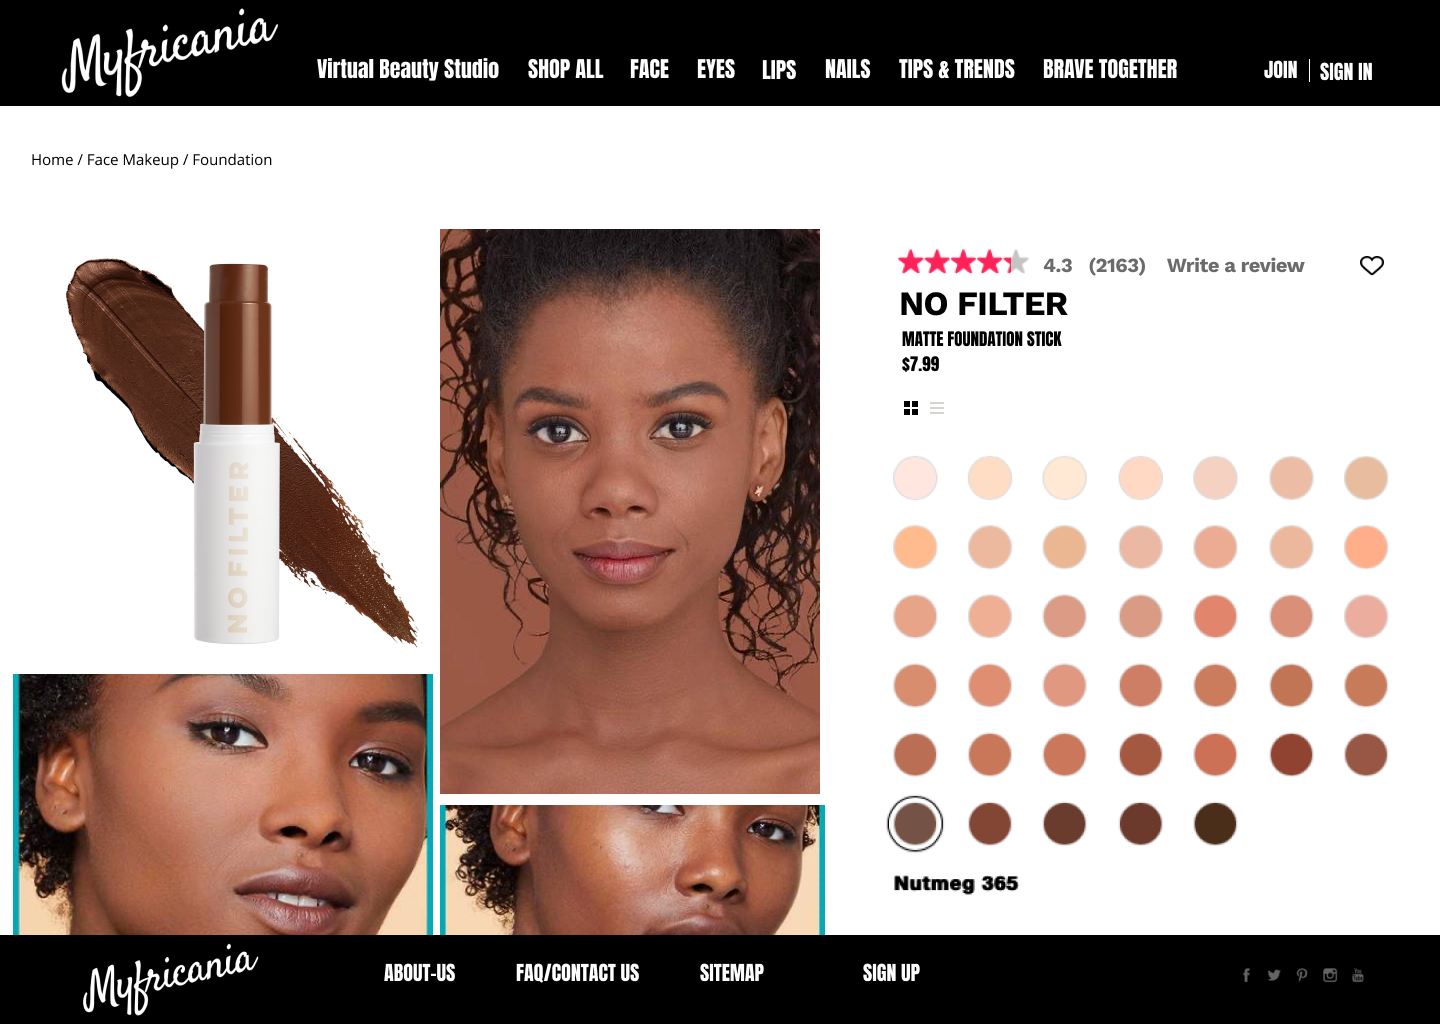 Myfricania
Virtual Beauty Studio SHOP ALL FACE EYES LIPS NAILS TIPS & TRENDS BRAVE TOGETHER JOIN SIGN IN
Home / Face Makeup / Foundation
4.3 (2163) Write a review
NO FILTER
MATTE FOUNDATION STICK
$7.99
NO FILTER
Nutmeg 365
Myfricania
ABOUT-US FAQ/CONTACT US SITEMAP SIGN UP